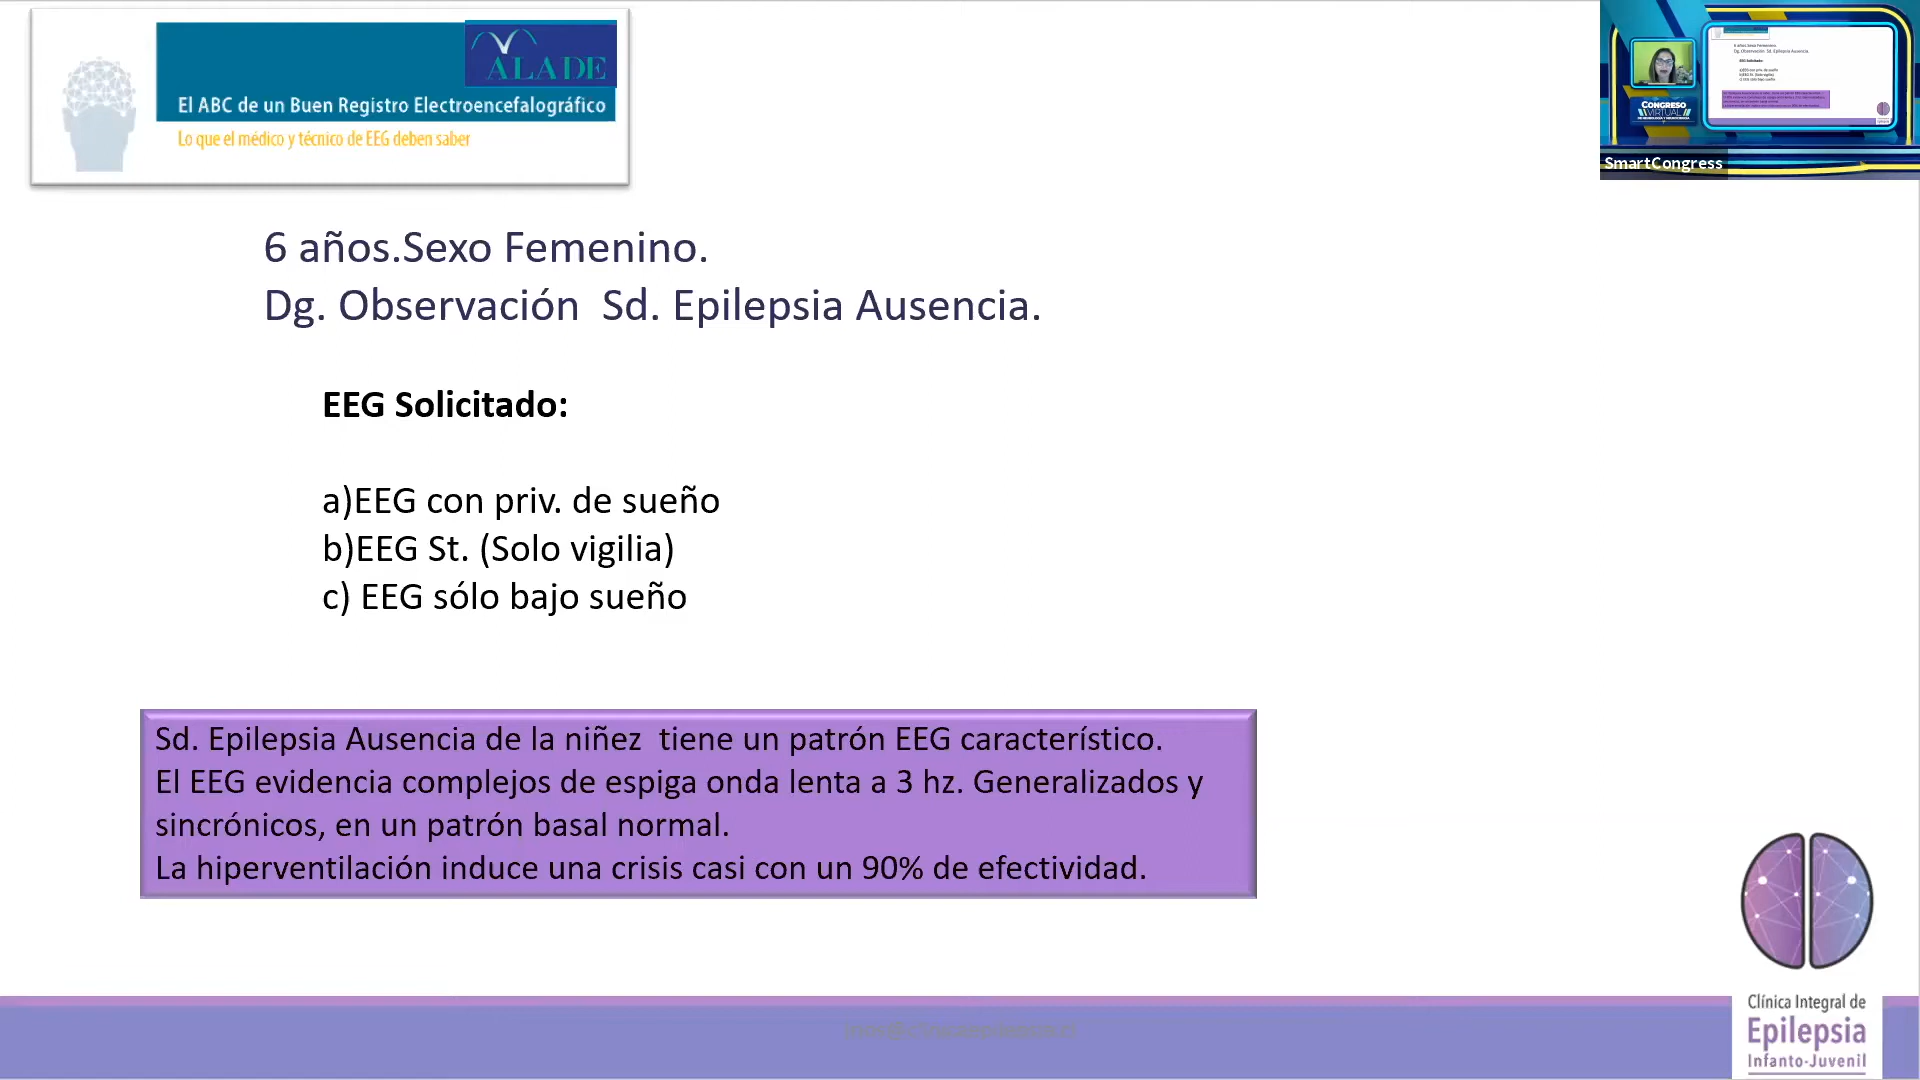 ALADE
El ABC de un Buen Registro Electroencefalográfico
Lo que el médico y técnico de EEG deben saber
CONGRESO
VIRTUAL
SmartCongress
6 años.Sexo Femenino.
Dg. Observación Sd. Epilepsia Ausencia.
EEG Solicitado:
a)EEG con priv. de sueño
b)EEG St. (Solo vigilia)
c) EEG sólo bajo sueño
Sd. Epilepsia Ausencia de la niñez tiene un patrón EEG característico.
El EEG evidencia complejos de espiga onda lenta a 3 hz. Generalizados y
sincrónicos, en un patrón basal normal.
La hiperventilación induce una crisis casi con un 90% de efectividad.
Clínica Integral de
Epilepsia
Infanto-Juvenil